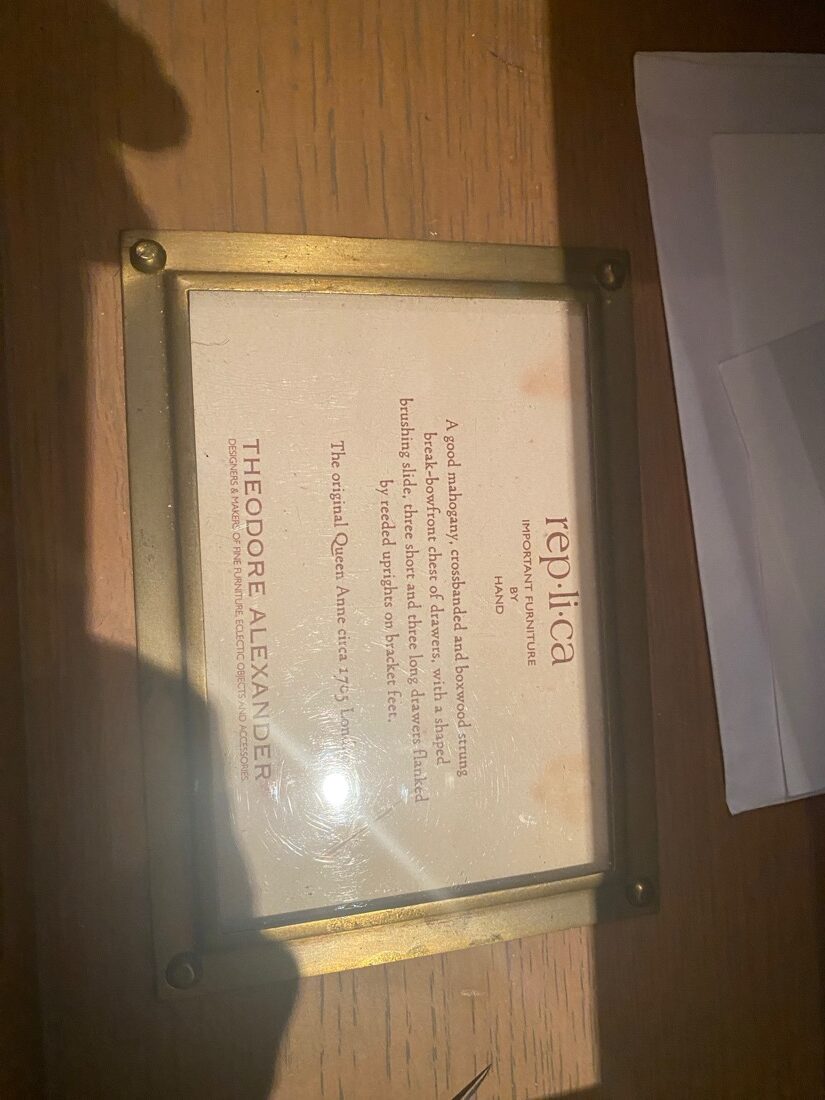 rep·li·ca
IMPORTANT FURNITURE
BY
HAND
A good mahogany, crossbanded and boxwood strung
break-bowfront chest of drawers, with a shaped
brushing slide, three short and three long drawers flanked
by reeded uprights on bracket feet.
The original Queen Anne circa 1705
THEODORE ALEXANDER
DESIGNERS & MAKERS OF FINE FURNITURE, ECLECTIC OBJECTS AND ACCESSORIES